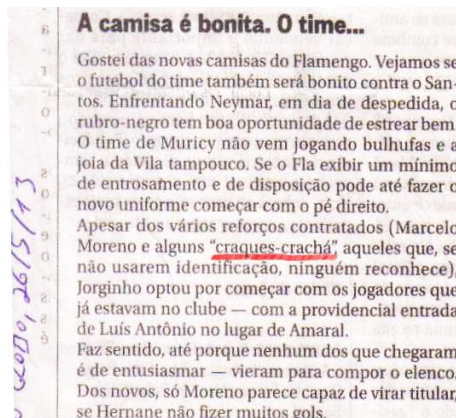 A camisa é bonita. O time...
Gostei das novas camisas do Flamengo. Vejamos se
o futebol do time também será bonito contra o San-
tos. Enfrentando Neymar, em dia de despedida, o
rubro-negro tem boa oportunidade de estrear bem.
O time de Muricy não vem jogando bulhufas e a
joia da Vila tampouco. Se o Fla exibir um mínimo
de entrosamento e de disposição pode até fazer o
novo uniforme começar com o pé direito.
Apesar dos vários reforços contratados (Marcelo
Moreno e alguns “craques-crachá” aqueles que, se
não usarem identificação, ninguém reconhece),
Jorginho optou por começar com os jogadores que
já estavam no clube — com a providencial entrada
de Luís Antônio no lugar de Amaral.
Faz sentido, até porque nenhum dos que chegaram
é de entusiasmar — vieram para compor o elenco.
Dos novos, só Moreno parece capaz de virar titular,
se Hernane não fizer muitos gols.
GLOBO, 26/5/13